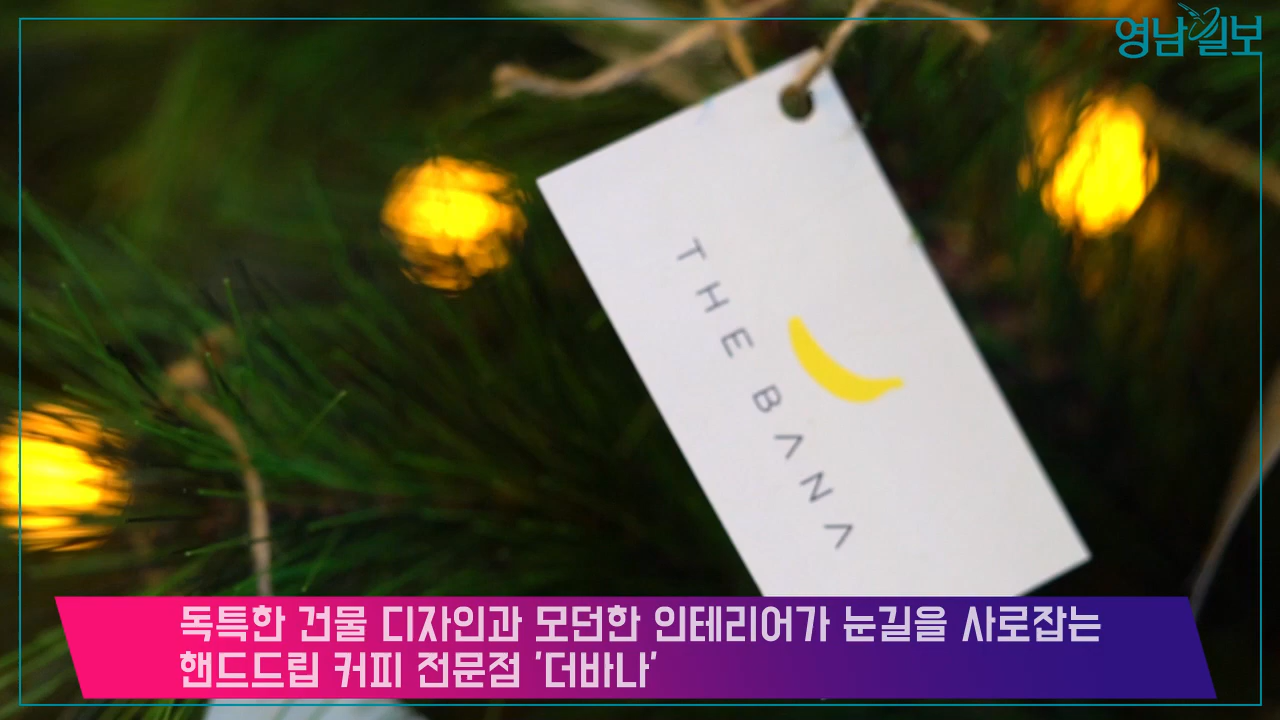 영남일보
THE BANA
독특한 건물 디자인과 모던한 인테리어가 눈길을 사로잡는
핸드드립 커피 전문점 '더바나'